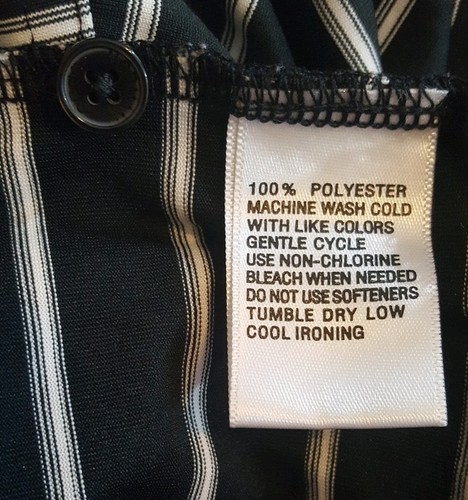 100% POLYESTER
MACHINE WASH COLD
WITH LIKE COLORS
GENTLE CYCLE
USE NON-CHLORINE
BLEACH WHEN NEEDED
DO NOT USE SOFTENERS
TUMBLE DRY LOW
COOL IRONING